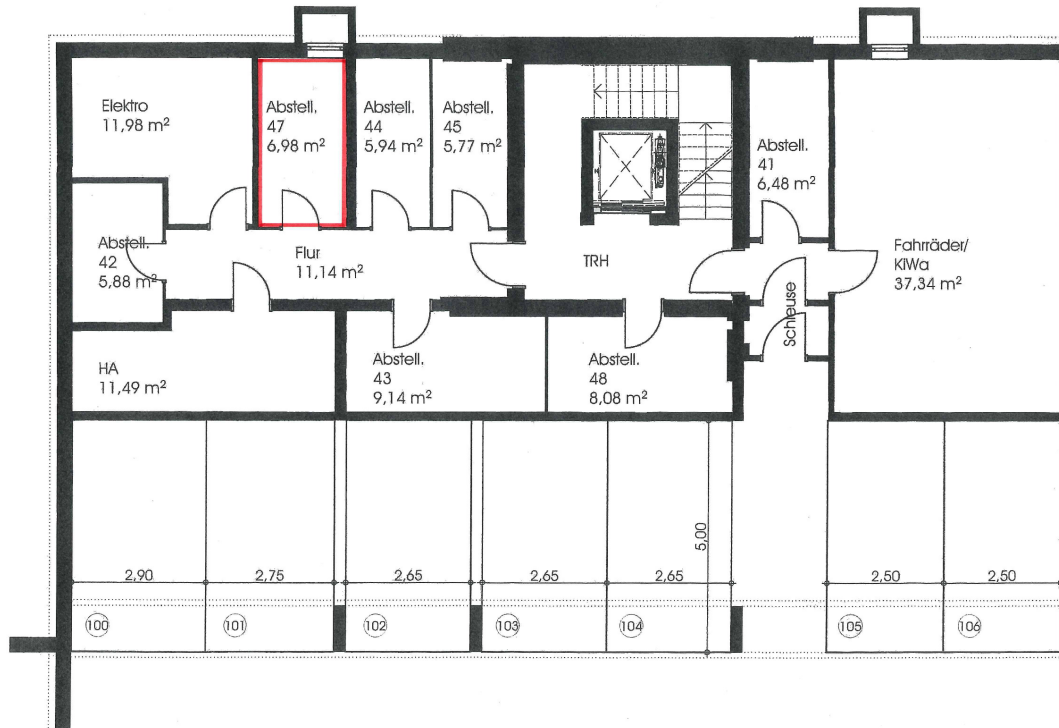 Elektro
11,98 m²
Abstell.
47
6,98 m²
Abstell.
44
5,94 m²
Abstell.
45
5,77 m²
Abstell.
41
6,48 m²
Abstell.
42
5,88 m²
Flur
11,14 m²
TRH
Schleuse
Fahrräder/
KIWa
37,34 m²
HA
11,49 m²
Abstell.
43
9,14 m²
Abstell.
48
8,08 m²
5,00
2,90
2,75
2,65
2,65
2,65
2,50
2,50
100
101
102
103
104
105
106